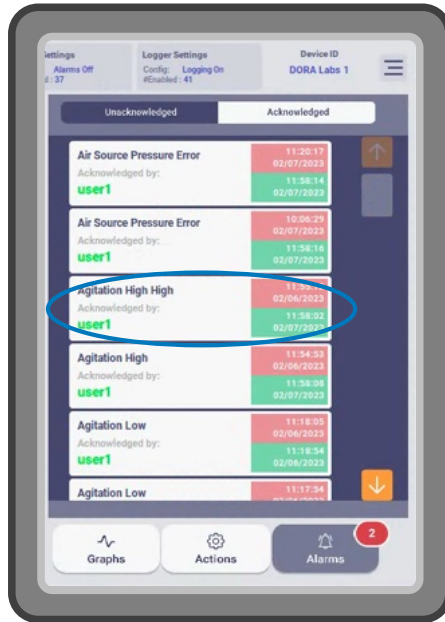 Settings
Alarms Off
: 37
Logger Settings
Config: Logging On
#Enabled: 41
Device ID
DORA Labs 1
Unacknowledged
Acknowledged
Air Source Pressure Error
Acknowledged by:
user1
11:20:17
02/07/2023
11:58:14
02/07/2023
Air Source Pressure Error
Acknowledged by:
user1
10:06:29
02/07/2023
11:58:16
02/07/2023
Agitation High High
Acknowledged by:
user1
02/06/2023
11:58:02
02/07/2023
Agitation High
Acknowledged by:
user1
11:54:53
02/06/2023
11:58:08
02/07/2023
Agitation Low
Acknowledged by:
user1
11:18:05
02/06/2023
11:18:54
02/06/2023
Agitation Low
11:17:54
Graphs
Actions
Alarms
2